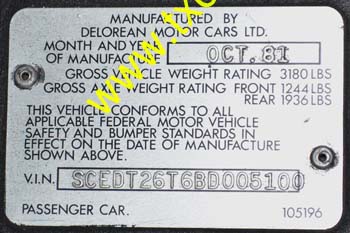 MANUFACTURED BY
DELOREAN MOTOR CARS LTD.
MONTH AND YEAR
OF MANUFACTURE OCT.81
GROSS VEHICLE WEIGHT RATING 3180 LBS
GROSS AXLE WEIGHT RATING FRONT 1244 LBS
REAR 1936 LBS
THIS VEHICLE CONFORMS TO ALL
APPLICABLE FEDERAL MOTOR VEHICLE
SAFETY AND BUMPER STANDARDS IN
EFFECT ON THE DATE OF MANUFACTURE
SHOWN ABOVE.
V.I.N. SCEDT26T6BD005100
PASSENGER CAR. 105196